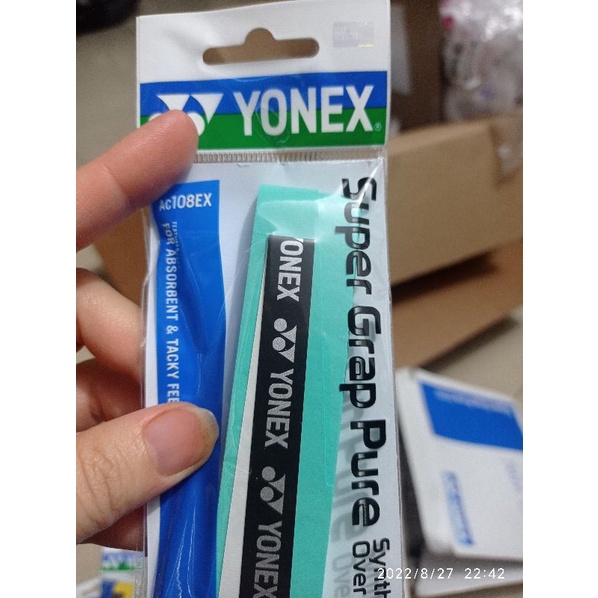 YONEX®
AC108EX
FOR ABSORBENT & TACKY FEE
YONEX
YONEX
YONEX
Super Grap Pure
Synth
Over
2022/8/27 22:42